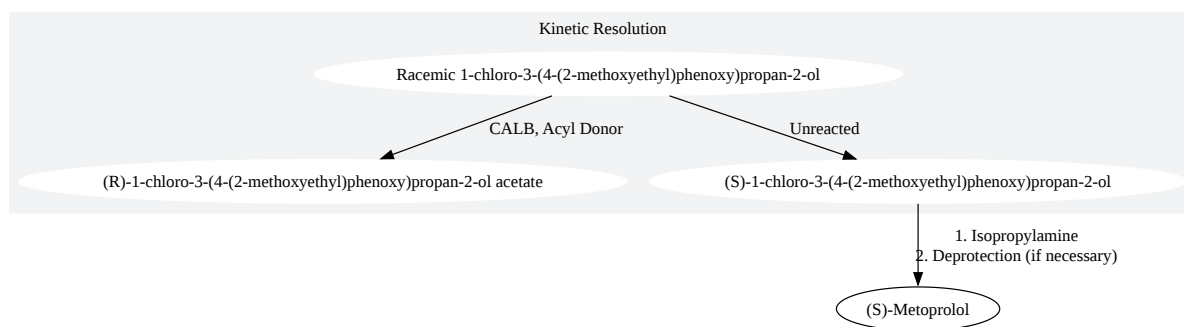 Kinetic Resolution
Racemic 1-chloro-3-(4-(2-methoxyethyl)phenoxy)propan-2-ol
CALB, Acyl Donor
Unreacted
(R)-1-chloro-3-(4-(2-methoxyethyl)phenoxy)propan-2-ol acetate
(S)-1-chloro-3-(4-(2-methoxyethyl)phenoxy)propan-2-ol
1. Isopropylamine
2. Deprotection (if necessary)
(S)-Metoprolol